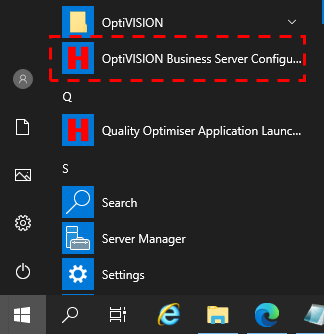 OptiVISION
OptiVISION Business Server Configu...
Q
Quality Optimiser Application Launc...
S
Search
Server Manager
Settings